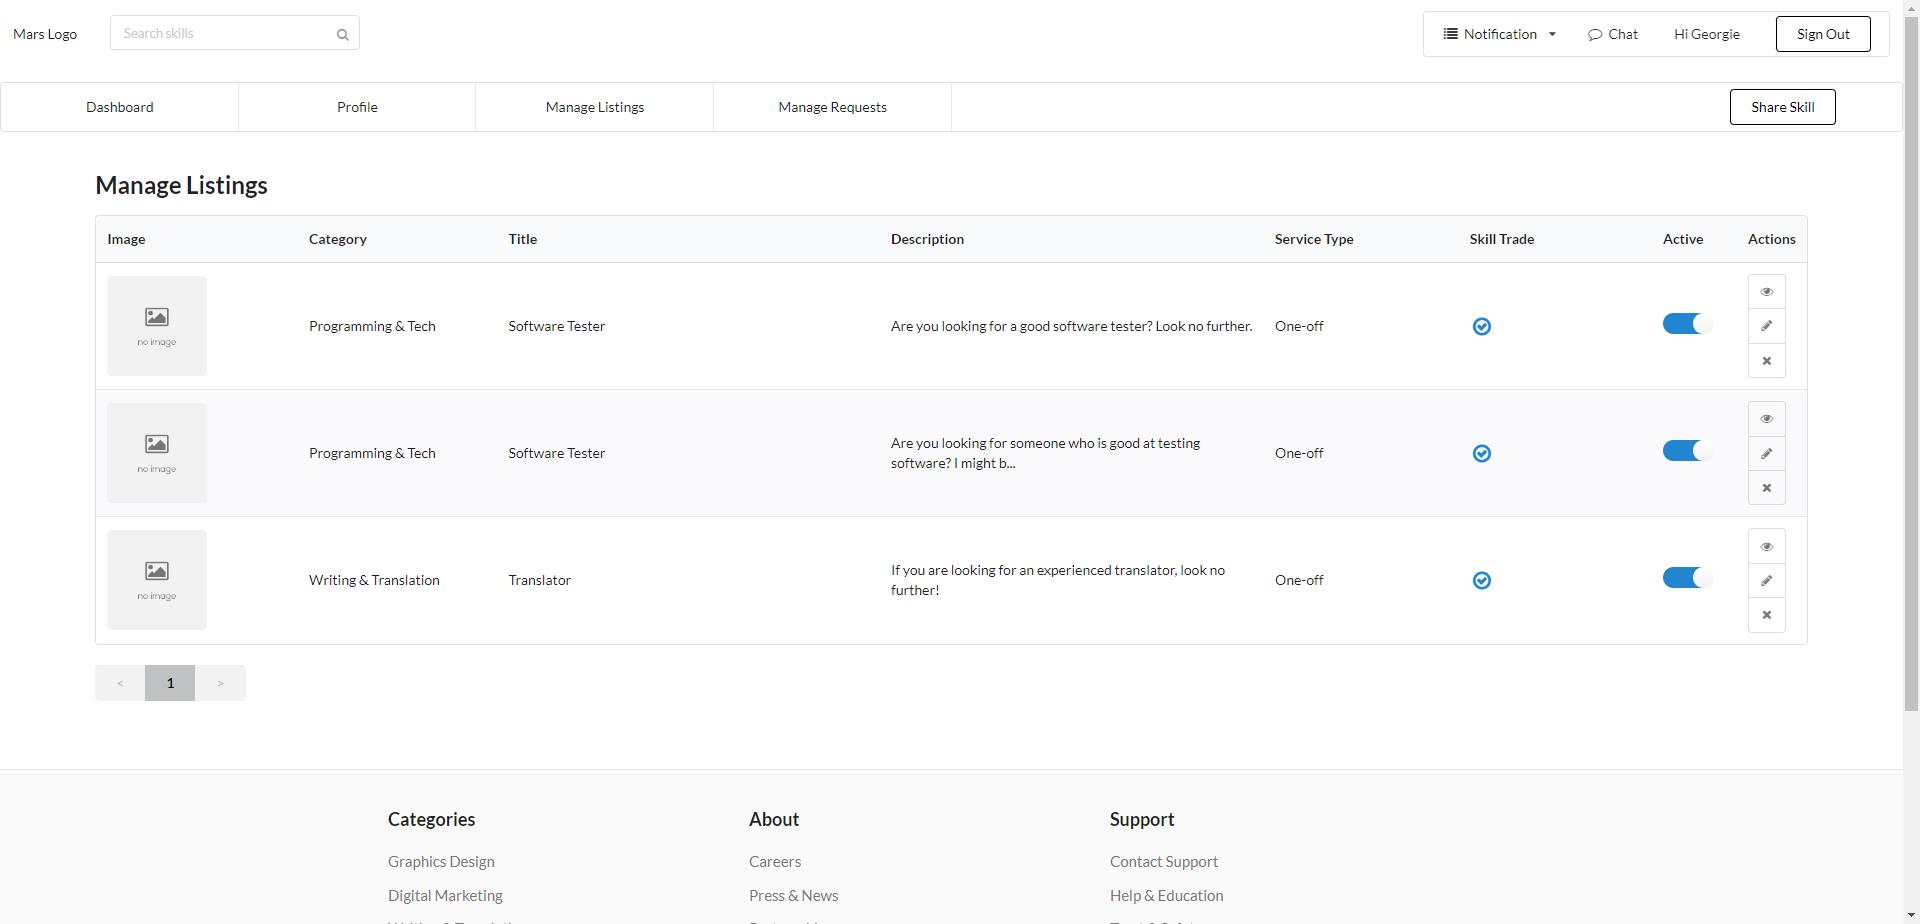 Mars Logo
Search skills
Notification
Chat
Hi Georgie
Sign Out
Dashboard
Profile
Manage Listings
Manage Requests
Share Skill
Manage Listings
Image
Category
Title
Description
Service Type
Skill Trade
Active
Actions
no image
Programming & Tech
Software Tester
Are you looking for a good software tester? Look no further.
One-off
no image
Programming & Tech
Software Tester
Are you looking for someone who is good at testing
software? I might b...
One-off
no image
Writing & Translation
Translator
If you are looking for an experienced translator, look no
further!
One-off
< 1 >
Categories
About
Support
Graphics Design
Careers
Contact Support
Digital Marketing
Press & News
Help & Education